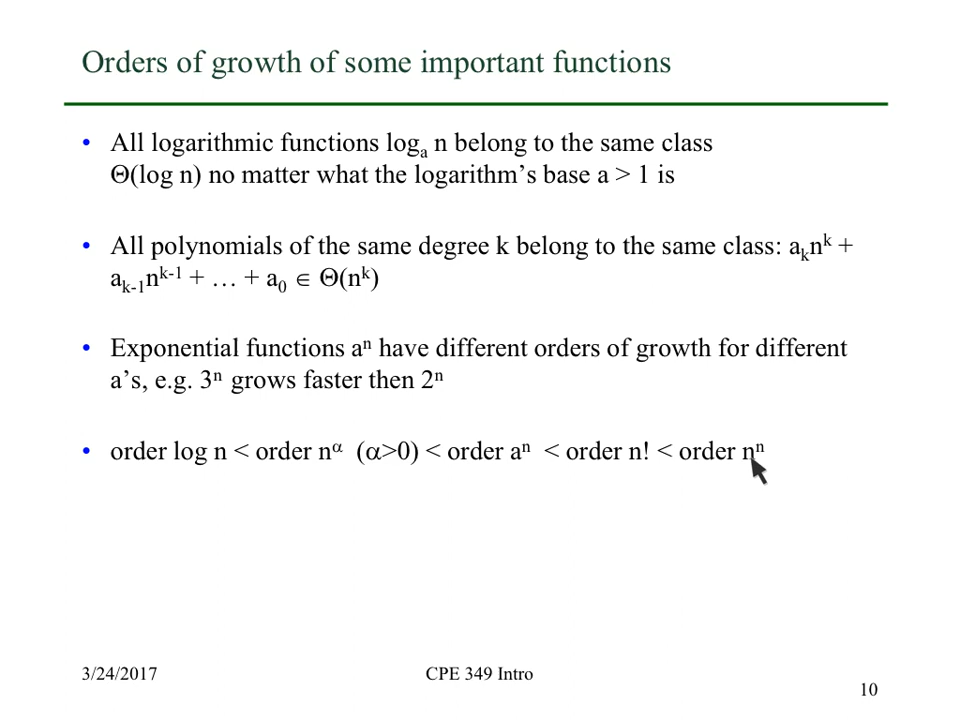 Orders of growth of some important functions
• All logarithmic functions logₐ n belong to the same class
Θ(log n) no matter what the logarithm’s base a > 1 is
• All polynomials of the same degree k belong to the same class: aₖnᵏ +
aₖ₋₁nᵏ⁻¹ + … + a₀ ∈ Θ(nᵏ)
• Exponential functions aⁿ have different orders of growth for different
a’s, e.g. 3ⁿ grows faster then 2ⁿ
• order log n < order nᵅ (α>0) < order aⁿ < order n! < order nⁿ
3/24/2017
CPE 349 Intro
10